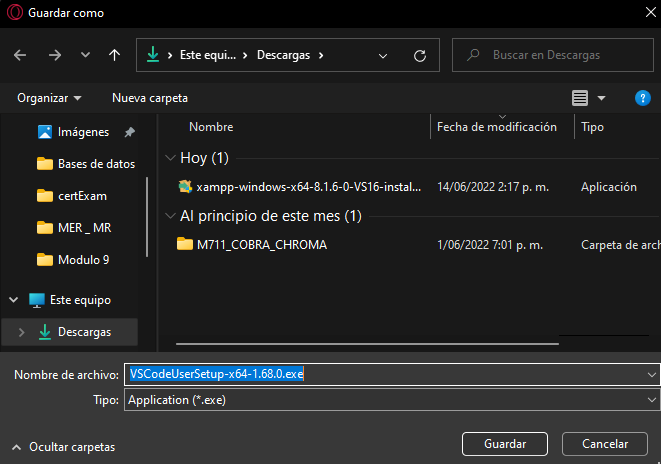 Guardar como
Este equi... Descargas
Buscar en Descargas
Organizar Nueva carpeta
Nombre Fecha de modificación Tipo
Imágenes
Bases de datos
certExam
MER _ MR
Modulo 9
Este equipo
Descargas
Hoy (1)
xampp-windows-x64-8.1.6-0-VS16-instal... 14/06/2022 2:17 p. m. Aplicación
Al principio de este mes (1)
M711_COBRA_CHROMA 1/06/2022 7:01 p. m. Carpeta de arch
Nombre de archivo: VSCodeUserSetup-x64-1.68.0.exe
Tipo: Application (*.exe)
Ocultar carpetas Guardar Cancelar